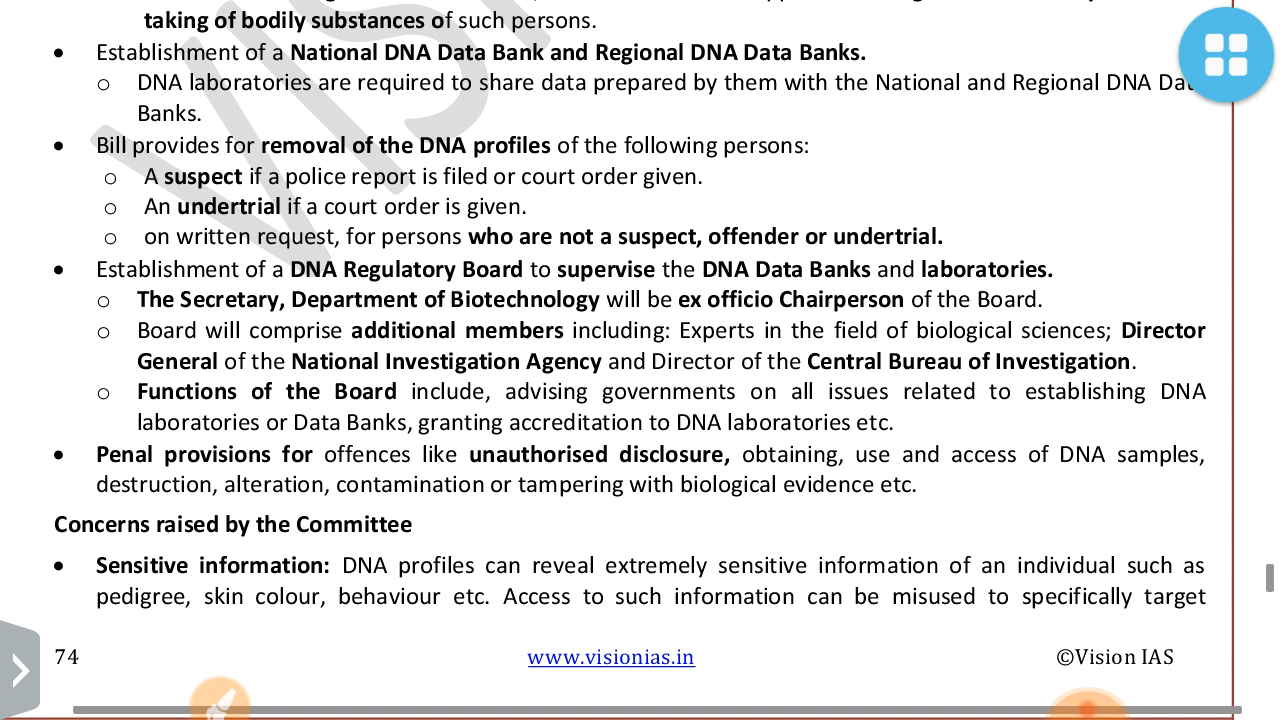 taking of bodily substances of such persons.
• Establishment of a National DNA Data Bank and Regional DNA Data Banks.
o DNA laboratories are required to share data prepared by them with the National and Regional DNA Data
Banks.
• Bill provides for removal of the DNA profiles of the following persons:
o A suspect if a police report is filed or court order given.
o An undertrial if a court order is given.
o on written request, for persons who are not a suspect, offender or undertrial.
• Establishment of a DNA Regulatory Board to supervise the DNA Data Banks and laboratories.
o The Secretary, Department of Biotechnology will be ex officio Chairperson of the Board.
o Board will comprise additional members including: Experts in the field of biological sciences; Director
General of the National Investigation Agency and Director of the Central Bureau of Investigation.
o Functions of the Board include, advising governments on all issues related to establishing DNA
laboratories or Data Banks, granting accreditation to DNA laboratories etc.
• Penal provisions for offences like unauthorised disclosure, obtaining, use and access of DNA samples,
destruction, alteration, contamination or tampering with biological evidence etc.
Concerns raised by the Committee
• Sensitive information: DNA profiles can reveal extremely sensitive information of an individual such as
pedigree, skin colour, behaviour etc. Access to such information can be misused to specifically target
74 www.visionias.in ©Vision IAS